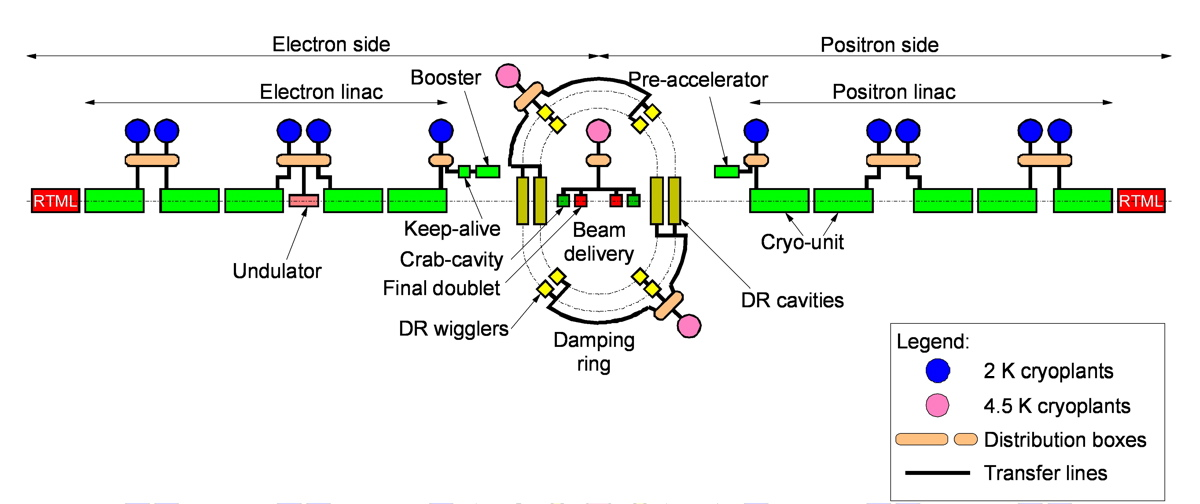 Electron side
Positron side
Booster
Pre-accelerator
Electron linac
Positron linac
RTML
RTML
Keep-alive
Beam
delivery
Cryo-unit
Crab-cavity
Undulator
Final doublet
DR cavities
DR wigglers
Damping
ring
Legend:
2 K cryoplants
4.5 K cryoplants
Distribution boxes
Transfer lines